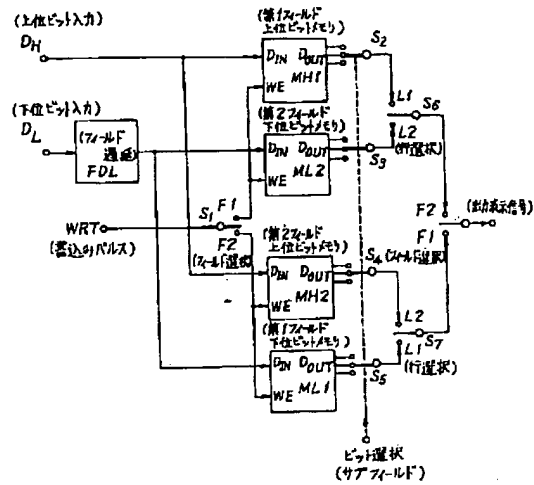 (上位ビット入力)
DH
(下位ビット入力)
DL
(フィールド
遅延)
FDL
WRT
(書込みパルス)
S1
F1
F2
(フィールド選択)
(第1フィールド
上位ビットメモリ)
DIN DOUT
MH1
WE
S2
(第2フィールド
下位ビットメモリ)
DIN DOUT
ML2
WE
S3
L1
S6
L2
(行選択)
F2
F1
(出力表示信号)
(フィールド選択)
(第2フィールド
上位ビットメモリ)
DIN DOUT
MH2
WE
S4
(第1フィールド
下位ビットメモリ)
DIN DOUT
ML1
WE
S5
L2
S7
L1
(行選択)
ビット選択
(サブフィールド)